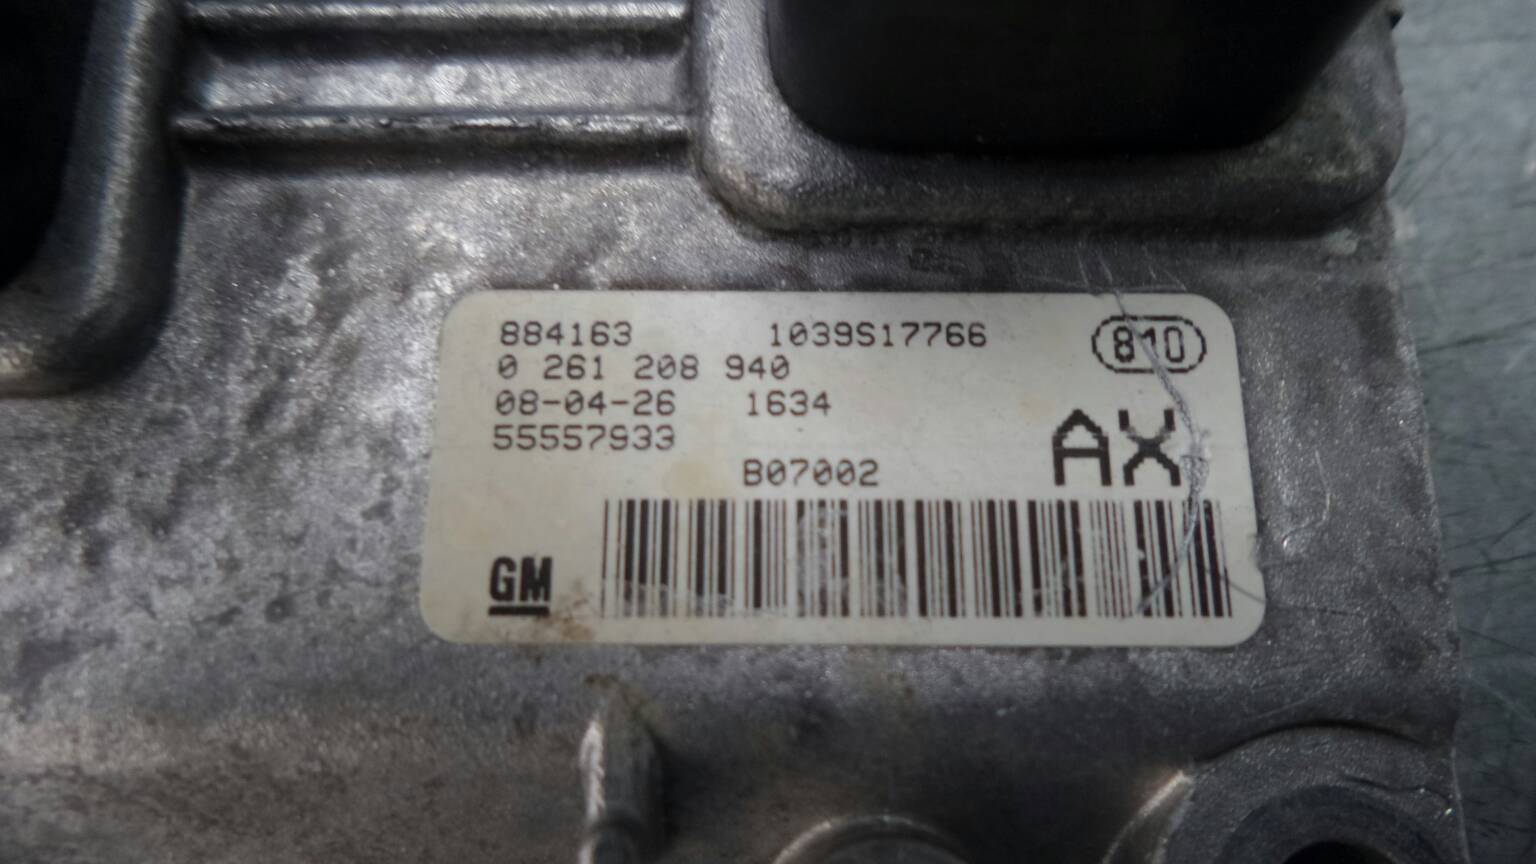 884163 1039S17766 810
0 261 208 940
08-04-26 1634
55557933 AX
B07002
GM